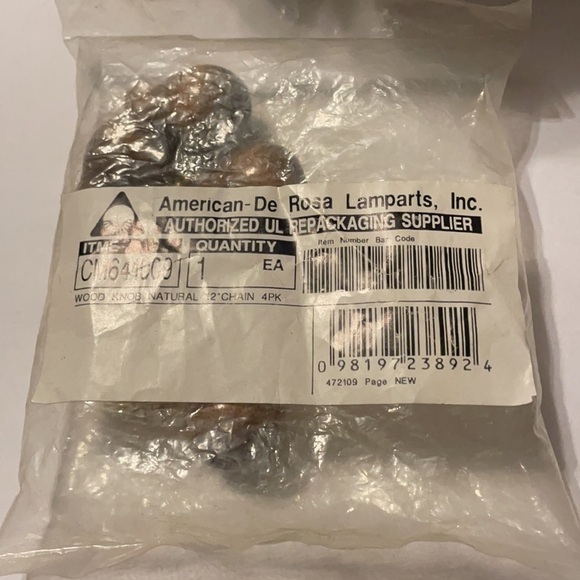 American-De Rosa Lamparts, Inc.
AUTHORIZED UL REPACKAGING SUPPLIER
QUANTITY
1 EA
WOOD KNOB NATURAL 12"CHAIN 4PK
Item Number Bar Code
0 98197 23892 4
472109 Page NEW